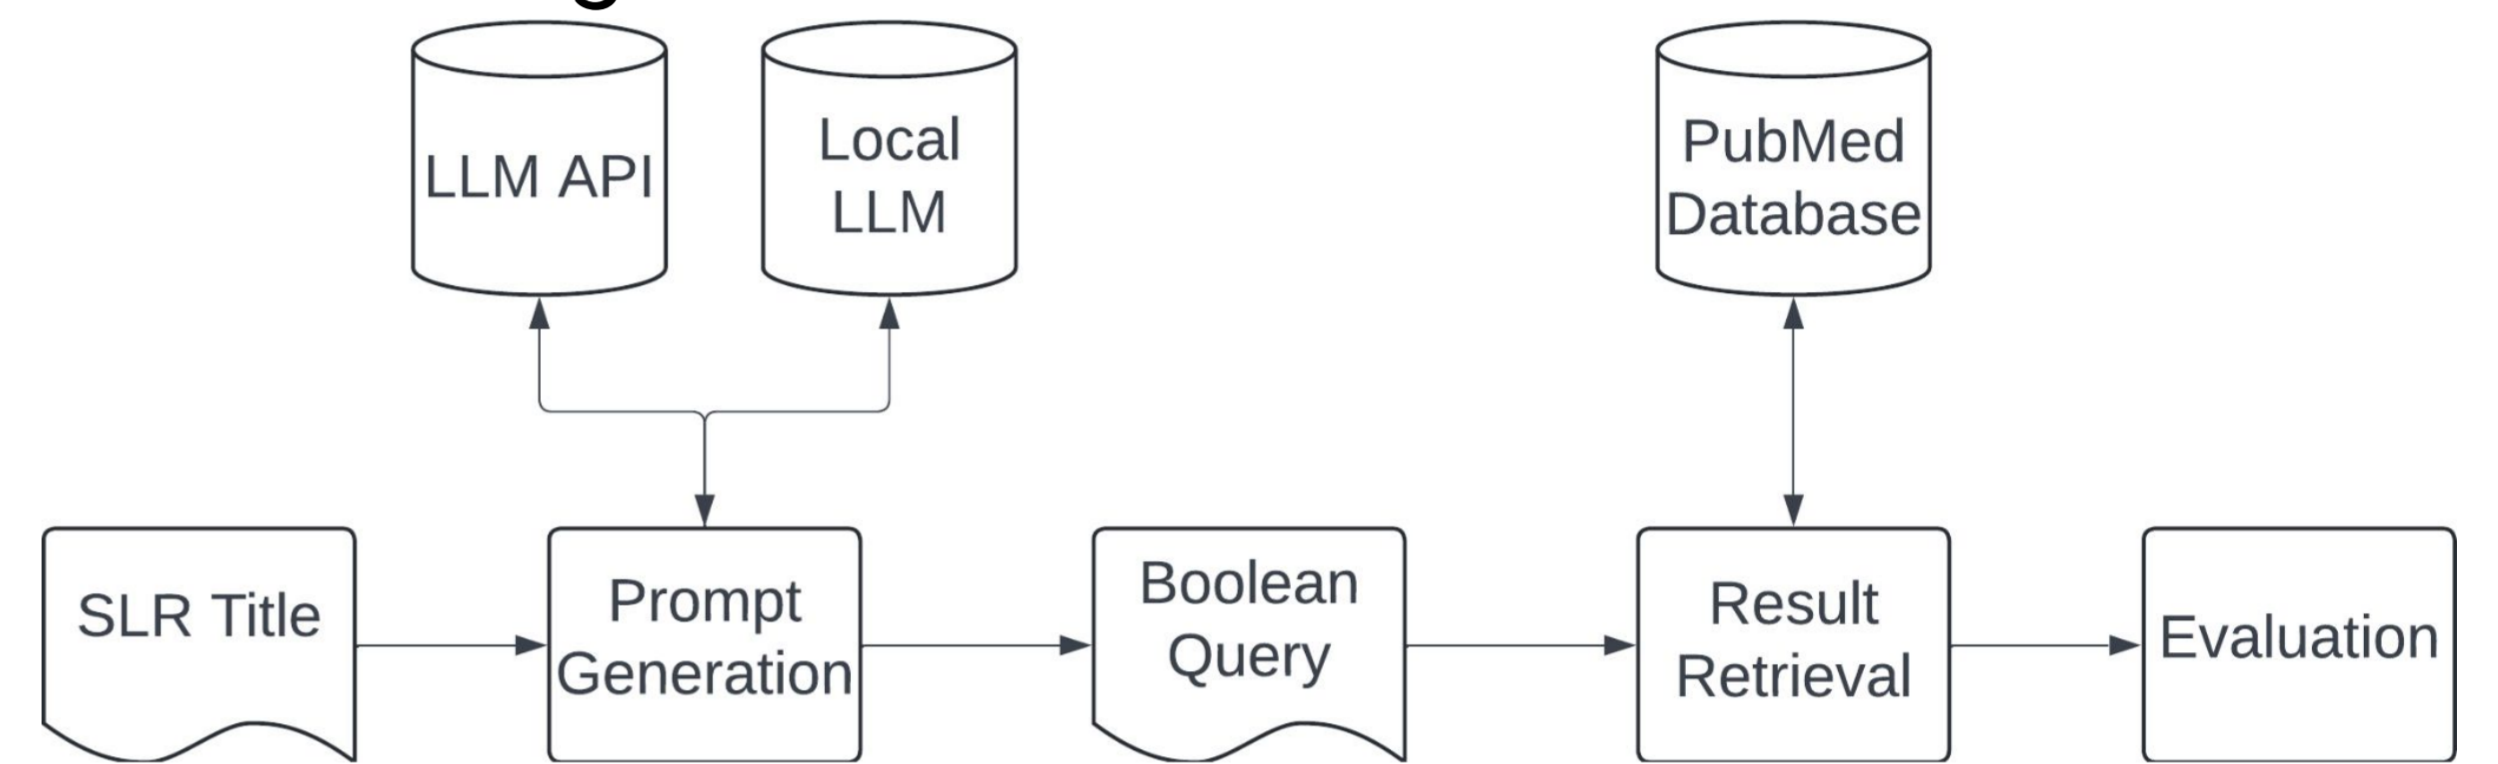 LLM API
Local
LLM
PubMed
Database
SLR Title
Prompt
Generation
Boolean
Query
Result
Retrieval
Evaluation